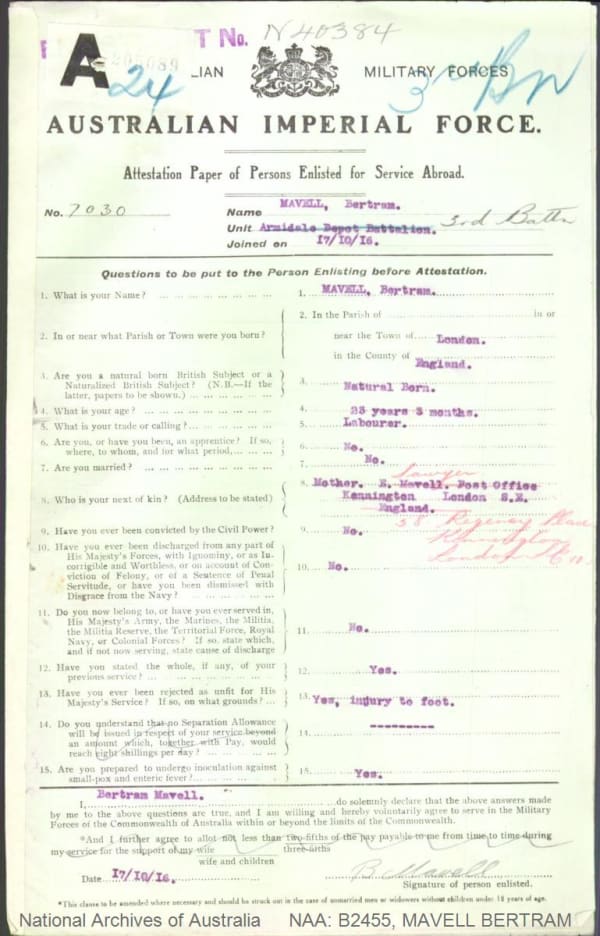 T No. N40384
A 24 LIAN MILITARY FORCES 3rd Bn
AUSTRALIAN IMPERIAL FORCE.
Attestation Paper of Persons Enlisted for Service Abroad.
No. 7030 Name MAVELL, Bertram.
Unit Armidale Depot Battalion. 3rd Battn
Joined on 17/10/16.
Questions to be put to the Person Enlisting before Attestation.
1. What is your Name? 1. MAVELL, Bertram.
2. In or near what Parish or Town were you born? 2. In the Parish of in or
near the Town of London.
in the County of England.
3. Are you a natural born British Subject or a
Naturalized British Subject? (N.B.—If the
latter, papers to be shown.) 3. Natural Born.
4. What is your age? 4. 23 years 3 months.
5. What is your trade or calling? 5. Labourer.
6. Are you, or have you been, an apprentice? If so,
where, to whom, and for what period, 6. No.
7. Are you married? 7. No.
8. Who is your next of kin? (Address to be stated) 8. Mother. E. Mavell. Post Office
Lawyer
Kennington London S.E.
England.
38 Regency Place
Kennington
London
9. Have you ever been convicted by the Civil Power? 9. No.
10. Have you ever been discharged from any part of
His Majesty's Forces, with Ignominy, or as In-
corrigible and Worthless, or on account of Con-
viction of Felony, or of a Sentence of Penal
Servitude, or have you been dismissed with
Disgrace from the Navy? 10. No.
11. Do you now belong to, or have you ever served in,
His Majesty's Army, the Marines, the Militia,
the Militia Reserve, the Territorial Force, Royal
Navy, or Colonial Forces? If so, state which,
and if not now serving, state cause of discharge 11. No.
12. Have you stated the whole, if any, of your
previous service? 12. Yes.
13. Have you ever been rejected as unfit for His
Majesty's Service? If so, on what grounds? 13. Yes, injury to foot.
14. Do you understand that no Separation Allowance
will be issued in respect of your service beyond
an amount which, together with Pay, would
reach eight shillings per day? 14. ---------
15. Are you prepared to undergo inoculation against
small-pox and enteric fever? 15. Yes.
I, Bertram Mavell. do solemnly declare that the above answers made
by me to the above questions are true, and I am willing and hereby voluntarily agree to serve in the Military
Forces of the Commonwealth of Australia within or beyond the limits of the Commonwealth.
*And I further agree to allot not less than two-fifths of the pay payable to me from time to time during
my service for the support of my wife three-fifths
wife and children
Date 17/10/16. B. Mavell
Signature of person enlisted.
*This clause to be amended where necessary and should be struck out in the case of unmarried men or widowers without children under 18 years of age.
National Archives of Australia NAA: B2455, MAVELL BERTRAM